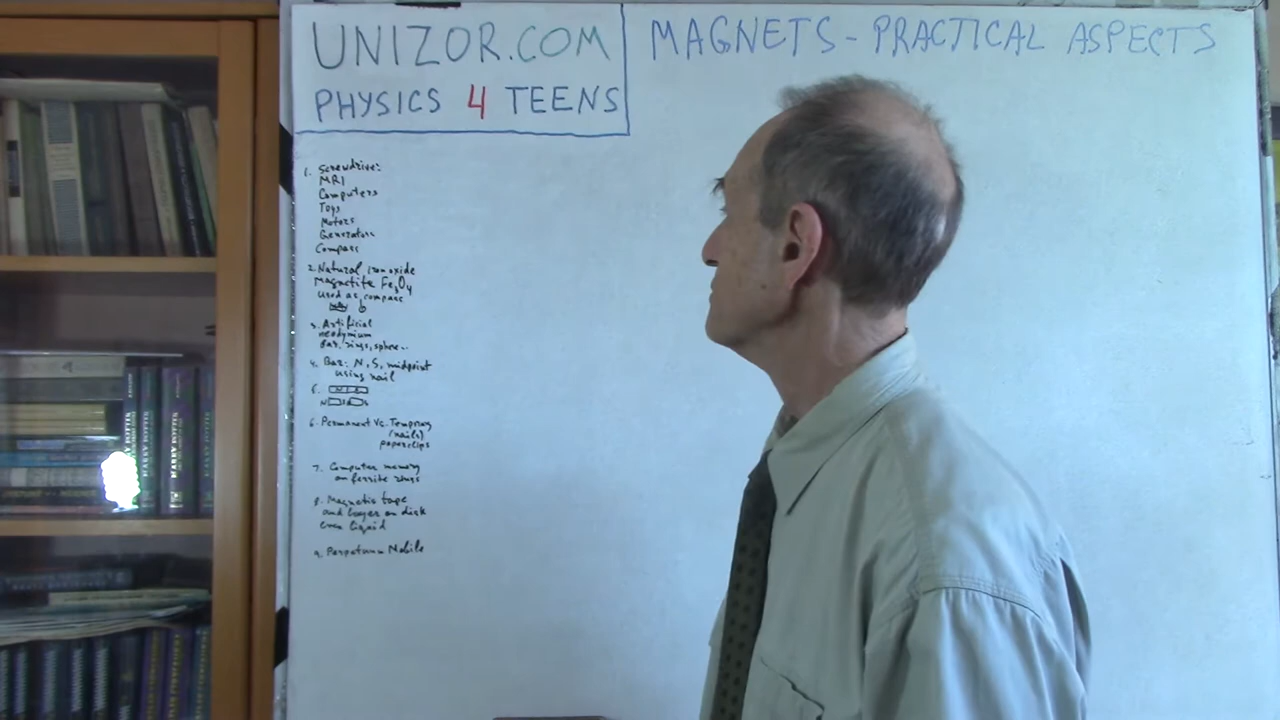 UNIZOR.COM
PHYSICS 4 TEENS
MAGNETS - PRACTICAL ASPECTS
1. Screwdriver
MRI
Computers
Toys
Motors
Generators
Compass
2. Natural, iron oxide
Magnetite Fe3O4
used as compass
3. Artificial
neodymium
Bar, rings, sphere..
4. Bar: N, S, midpoint
using nail
5.
N S
6. Permanent vs. Temporary
(nails)
paperclips
7. Computer memory
on ferrite rings
8. Magnetic tape
and layer on disk
even liquid
9. Perpetuum Mobile
HARRY POTTER